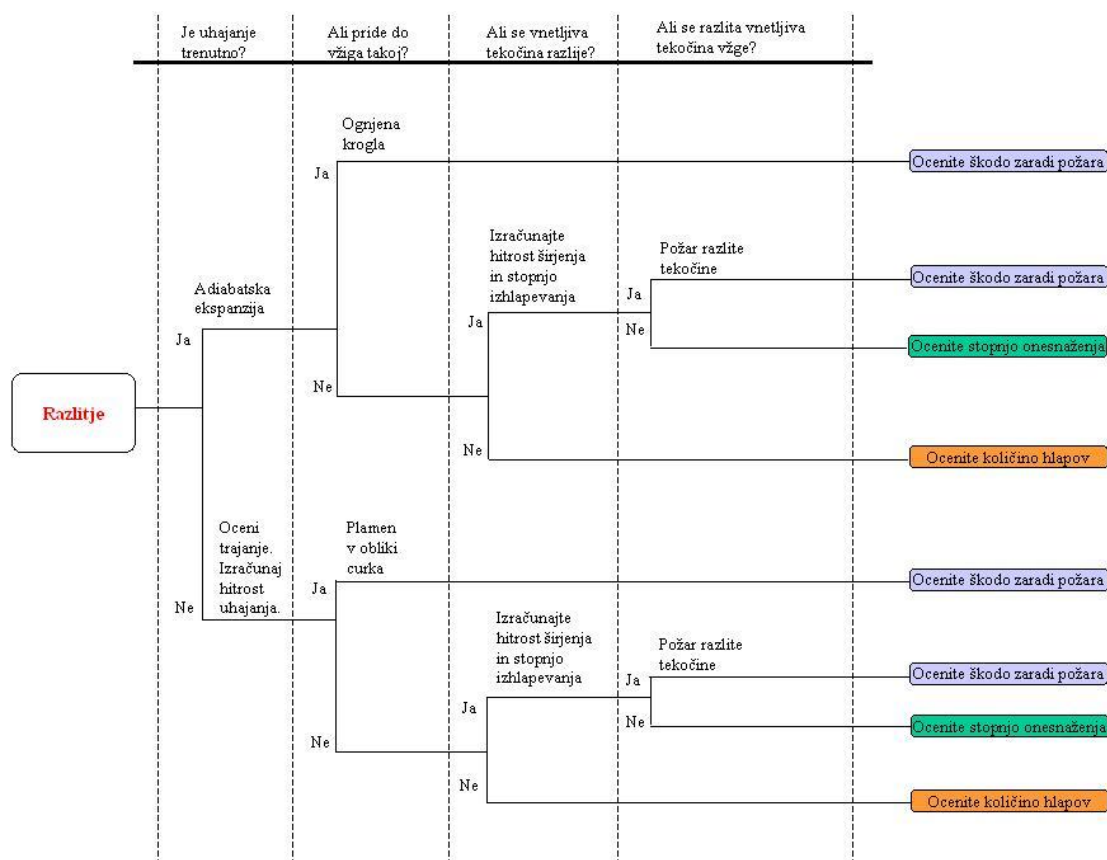 Je uhajanje
trenutno?
Ali pride do
vžiga takoj?
Ali se vnetljiva
tekočina razlije?
Ali se razlita vnetljiva
tekočina vžge?
Ognjena
krogla
Ja
Ocenite škodo zaradi požara
Izračunajte
hitrost širjenja
in stopnjo
izhlapevanja
Požar razlite
tekočine
Ocenite škodo zaradi požara
Adiabatska
ekspanzija
Ja
Ja
Ja
Ne
Ocenite stopnjo onesnaženja
Ne
Razlitje
Ne
Ocenite količino hlapov
Oceni
trajanje.
Izračunaj
hitrost
uhajanja.
Plamen
v obliki
curka
Ja
Ocenite škodo zaradi požara
Ne
Izračunajte
hitrost širjenja
in stopnjo
izhlapevanja
Požar razlite
tekočine
Ja
Ocenite škodo zaradi požara
Ja
Ne
Ocenite stopnjo onesnaženja
Ne
Ne
Ocenite količino hlapov